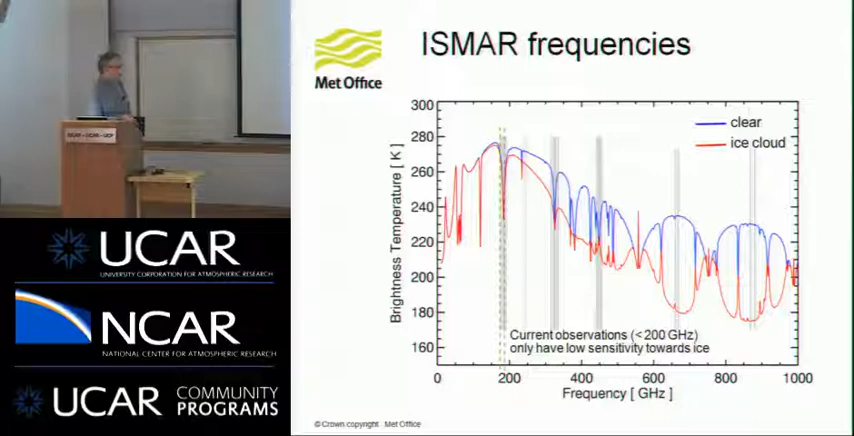 ISMAR frequencies
Met Office
300
280
260
240
220
200
180
160
Brightness Temperature [ K ]
clear
ice cloud
Current observations (<200 GHz)
only have low sensitivity towards ice
0
200
400
600
800
1000
Frequency [ GHz ]
©Crown copyright Met Office
UCAR
UNIVERSITY CORPORATION FOR ATMOSPHERIC RESEARCH
NCAR
NATIONAL CENTER FOR ATMOSPHERIC RESEARCH
UCAR
COMMUNITY
PROGRAMS